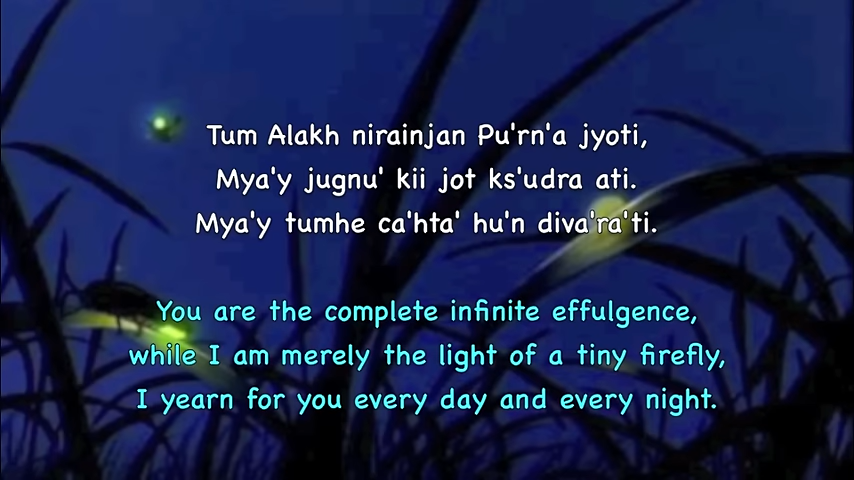 Tum Alakh nirainjan Pu'rn'a jyoti,
Mya'y jugnu' kii jot ks'udra ati.
Mya'y tumhe ca'hta' hu'n diva'ra'ti.
You are the complete infinite effulgence,
while I am merely the light of a tiny firefly,
I yearn for you every day and every night.